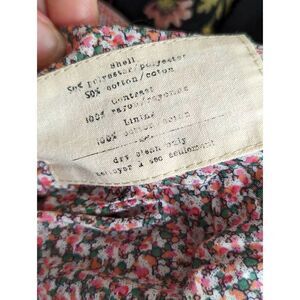 Shell
50% polyester/polyester
50% cotton/coton
Contrast
100% rayon/rayonne
Lining
100% cotton/coton
dry clean only
nettoyer à sec seulement